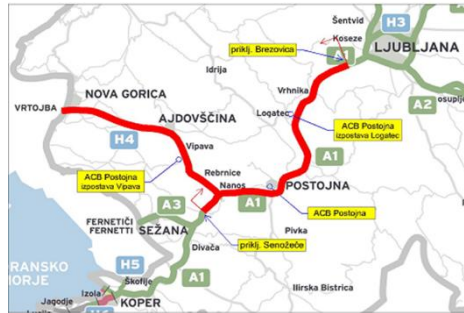 Šentvid
H3
Koseze
LJUBLJANA
priklj. Brezovica
Idrija
NOVA GORICA
Vrhnika
VRTOJBA
AJDOVŠČINA
Logatec
ACB Postojna
izpostava Logatec
A2
H4
Vipava
A1
ACB Postojna
izpostava Vipava
Rebrnice
Nanos
POSTOJNA
A3
A1
ACB Postojna
FERNETIČI
FERNETTI
SEŽANA
Pivka
Divača
priklj. Senožeče
H5
Škofije
A1
Izola
Ilirska Bistrica
Jagodje
KOPER